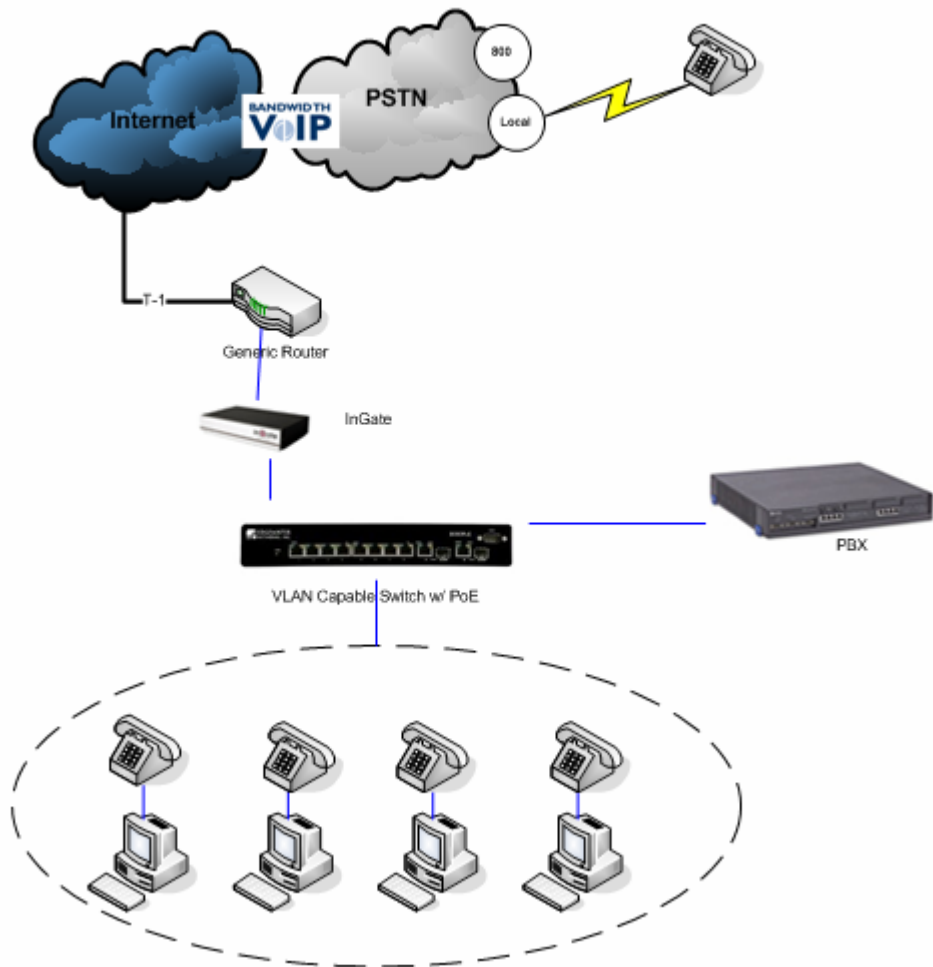 800
PSTN
Internet
BANDWIDTH
VoIP
Local
T-1
Generic Router
InGate
PBX
VLAN Capable Switch w/ PoE